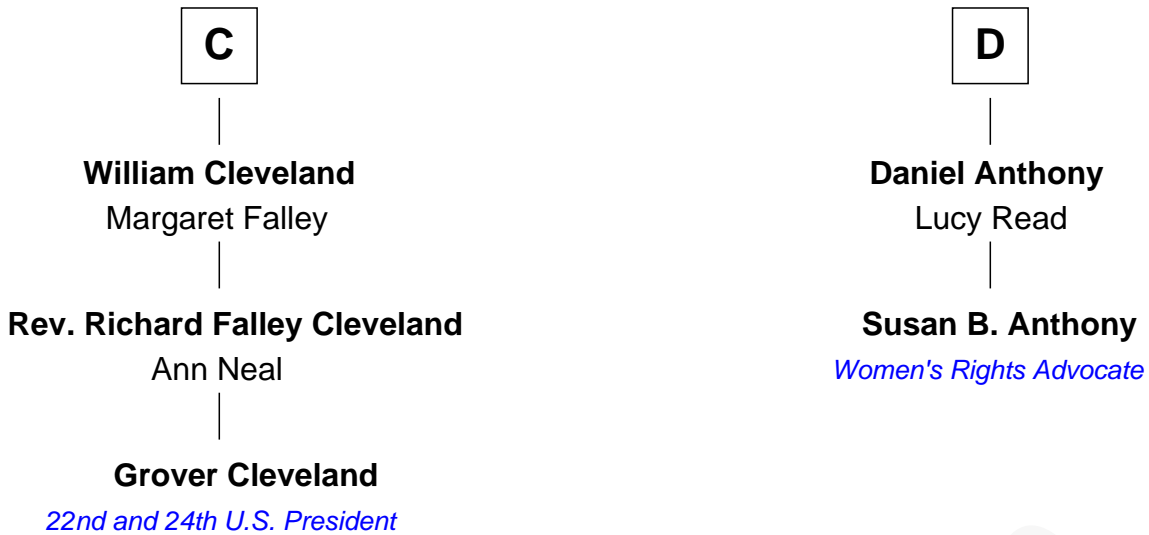 C
William Cleveland
Margaret Falley
Rev. Richard Falley Cleveland
Ann Neal
Grover Cleveland
22nd and 24th U.S. President
D
Daniel Anthony
Lucy Read
Susan B. Anthony
Women's Rights Advocate